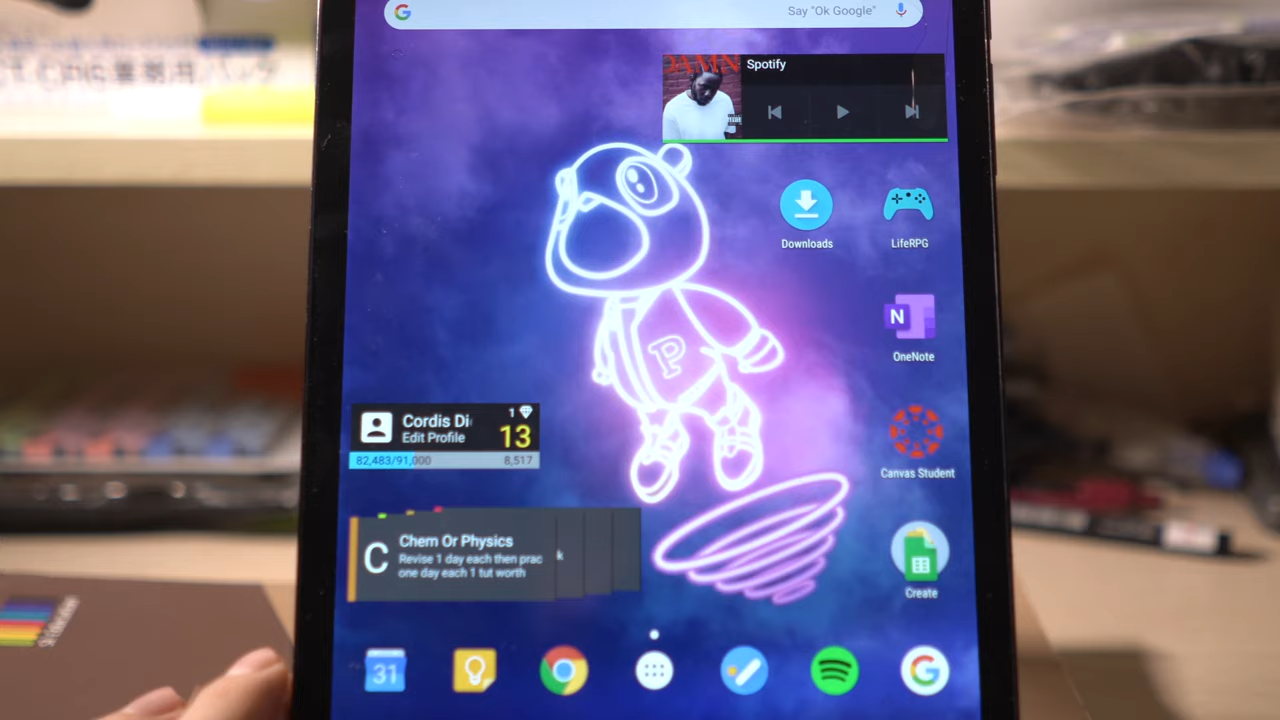 Say "Ok Google"
DAMN
Spotify
Downloads
LifeRPG
P
N
OneNote
Cordis Di
1
Edit Profile
13
82,483/91,000
8,517
Canvas Student
C
Chem Or Physics
Revise 1 day each then prac
one day each 1 tut worth
k
Create
31